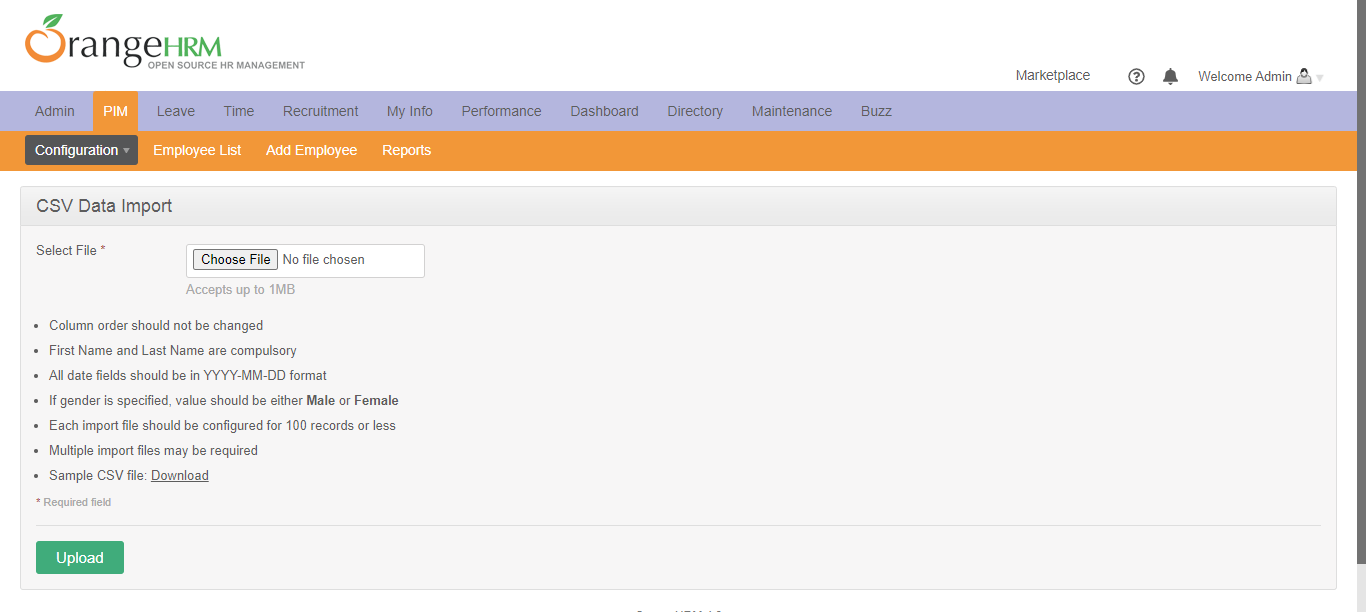 OrangeHRM
OPEN SOURCE HR MANAGEMENT
Marketplace ? Welcome Admin
Admin PIM Leave Time Recruitment My Info Performance Dashboard Directory Maintenance Buzz
Configuration Employee List Add Employee Reports
CSV Data Import
Select File *
Choose File No file chosen
Accepts up to 1MB
• Column order should not be changed
• First Name and Last Name are compulsory
• All date fields should be in YYYY-MM-DD format
• If gender is specified, value should be either Male or Female
• Each import file should be configured for 100 records or less
• Multiple import files may be required
• Sample CSV file: Download
* Required field
Upload